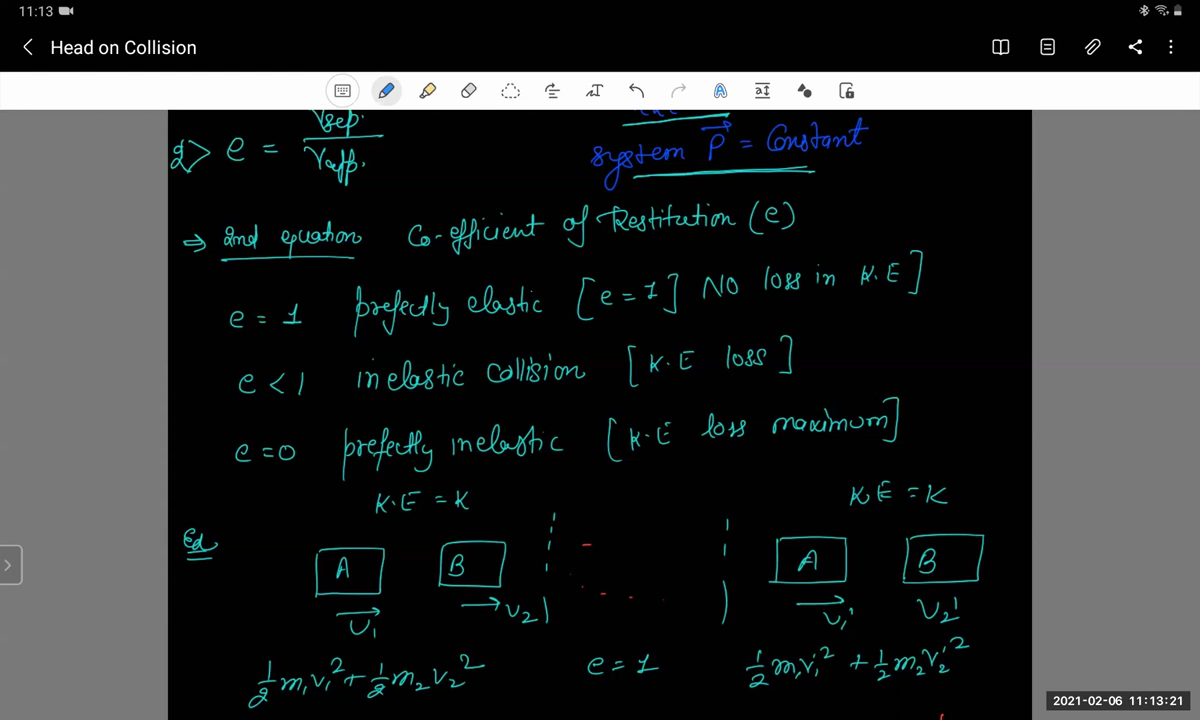 11:13
Head on Collision
2> e = Vsep. / Vapp.
system P⃗ = Constant
⇒ 2nd equation Co-efficient of Restitution (e)
e = 1 prefectly elastic [e = 1] NO loss in K.E]
e < 1 inelastic collision [K.E loss]
e = 0 prefectly inelastic [K.E loss maximum]
K.E = K K.E = K
A B A B
→ V₁ → V₂ → V₁' V₂'
½ m₁v₁² + ½ m₂v₂² e = 1 ½ m₁v₁'² + ½ m₂v₂'²
2021-02-06 11:13:21